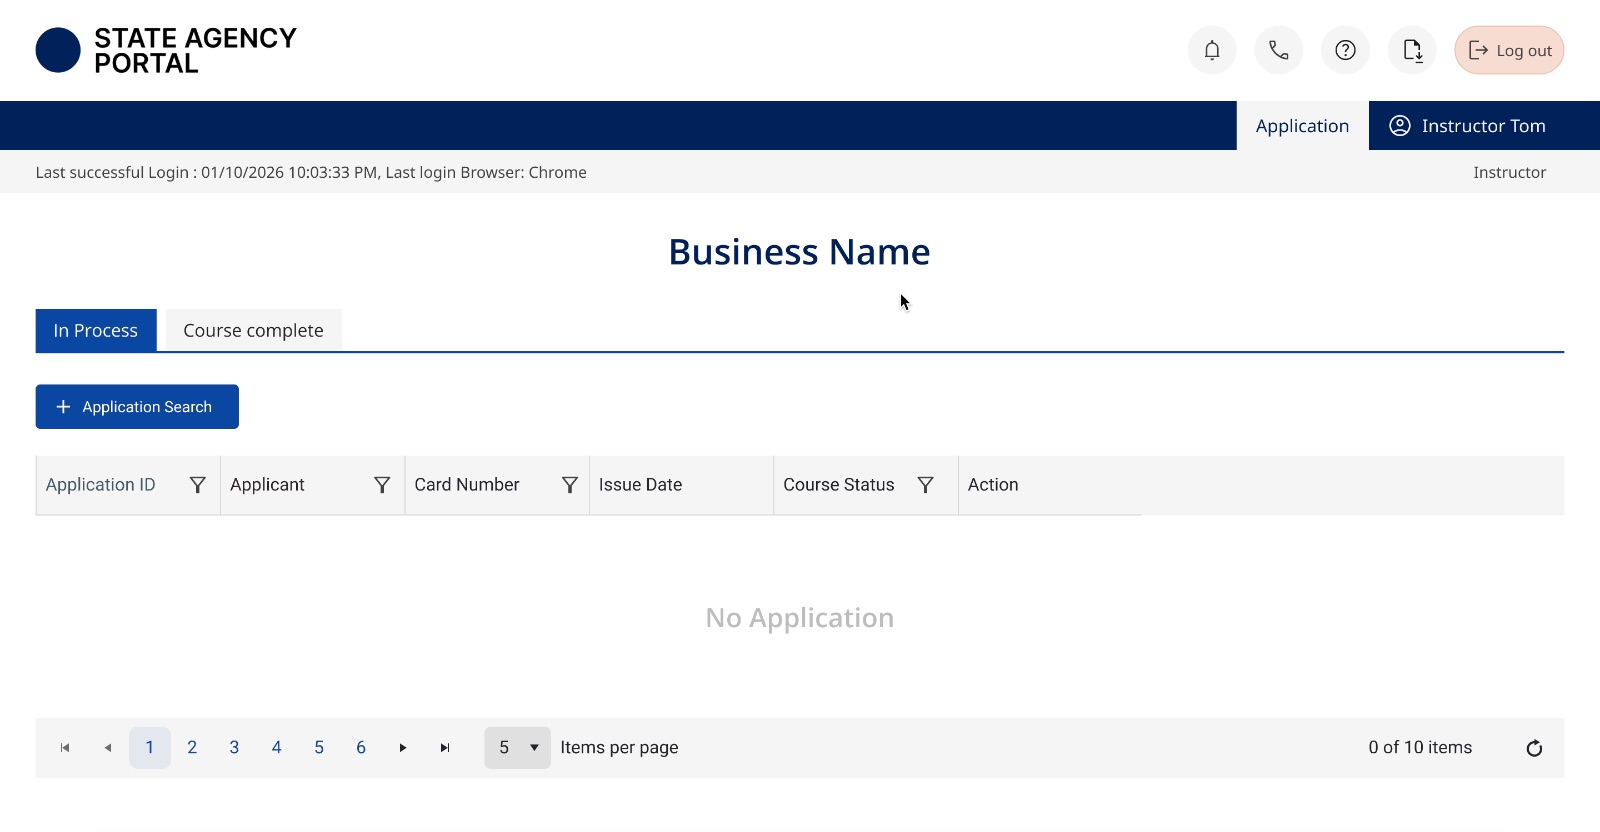 STATE AGENCY
PORTAL
Log out
Application
Instructor Tom
Last successful Login : 01/10/2026 10:03:33 PM, Last login Browser: Chrome
Instructor
Business Name
In Process
Course complete
+ Application Search
Application ID
Applicant
Card Number
Issue Date
Course Status
Action
No Application
1 2 3 4 5 6
5
Items per page
0 of 10 items